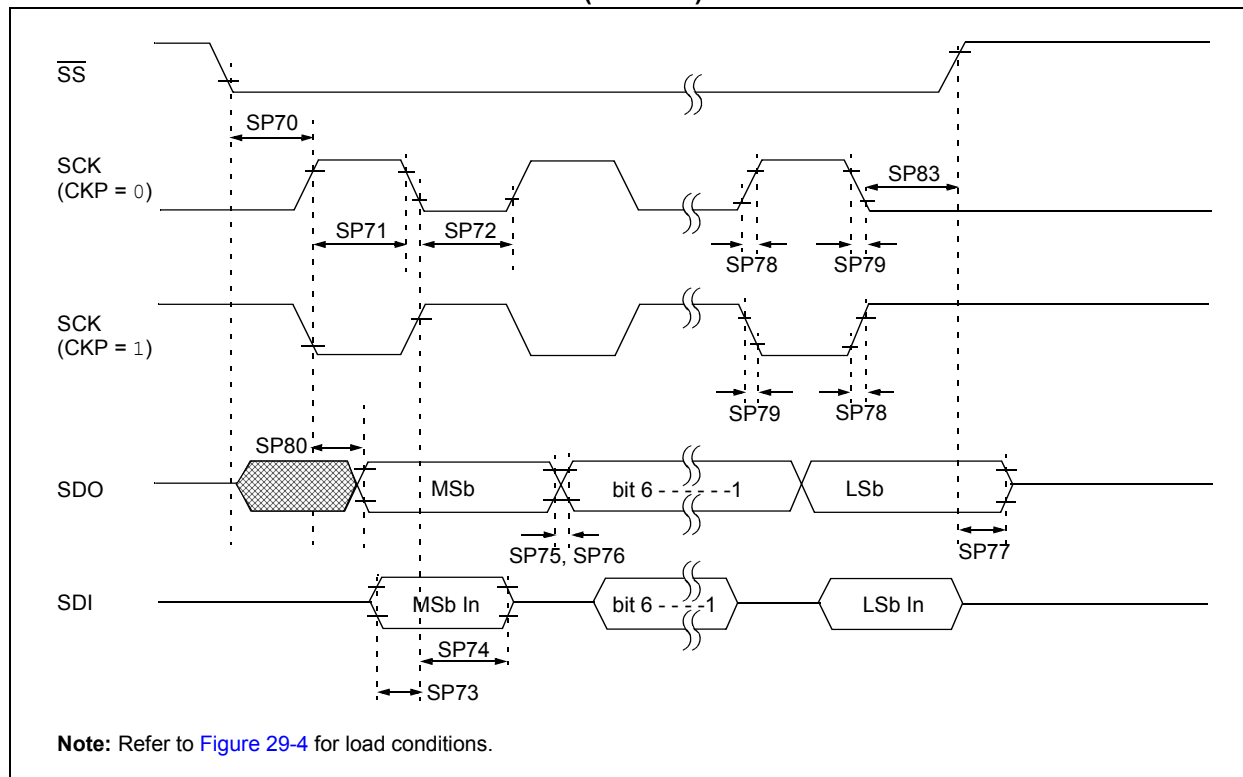 SS
SP70
SCK
(CKP = 0)
SP83
SP71
SP72
SP78
SP79
SCK
(CKP = 1)
SP79
SP78
SP80
SDO
MSb
bit 6 - - - - - -1
LSb
SP75, SP76
SP77
SDI
MSb In
bit 6 - - - -1
LSb In
SP74
SP73
Note: Refer to Figure 29-4 for load conditions.